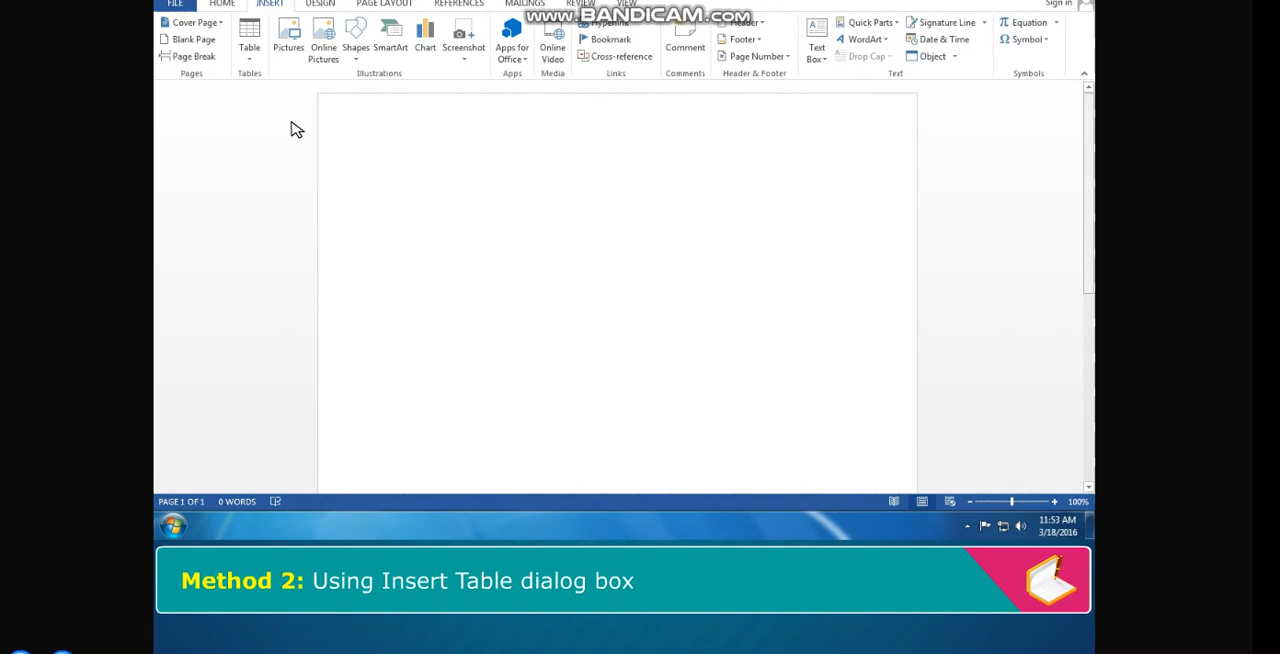 FILE HOME INSERT DESIGN PAGE LAYOUT REFERENCES MAILINGS REVIEW VIEW Sign in
www.BANDICAM.com
Cover Page
Blank Page
Page Break
Pages
Table
Tables
Pictures
Online Pictures
Shapes
SmartArt
Chart
Screenshot
Illustrations
Apps for Office
Apps
Online Video
Media
Hyperlink
Bookmark
Cross-reference
Links
Comment
Comments
Header
Footer
Page Number
Header & Footer
Text Box
Quick Parts
WordArt
Drop Cap
Signature Line
Date & Time
Object
Text
Equation
Symbol
Symbols
PAGE 1 OF 1 0 WORDS 100%
11:53 AM
3/18/2016
Method 2: Using Insert Table dialog box